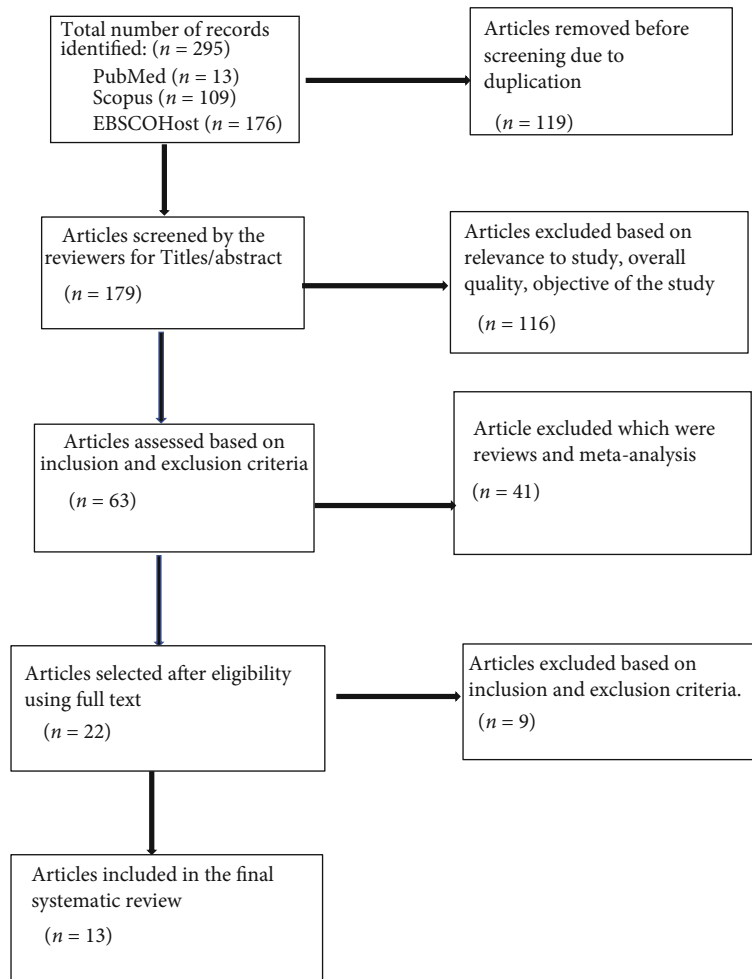 Total number of records
identified: (n = 295)
PubMed (n = 13)
Scopus (n = 109)
EBSCOHost (n = 176)
Articles removed before
screening due to
duplication
(n = 119)
Articles screened by the
reviewers for Titles/abstract
(n = 179)
Articles excluded based on
relevance to study, overall
quality, objective of the study
(n = 116)
Articles assessed based on
inclusion and exclusion criteria
(n = 63)
Article excluded which were
reviews and meta-analysis
(n = 41)
Articles selected after eligibility
using full text
(n = 22)
Articles excluded based on
inclusion and exclusion criteria.
(n = 9)
Articles included in the final
systematic review
(n = 13)